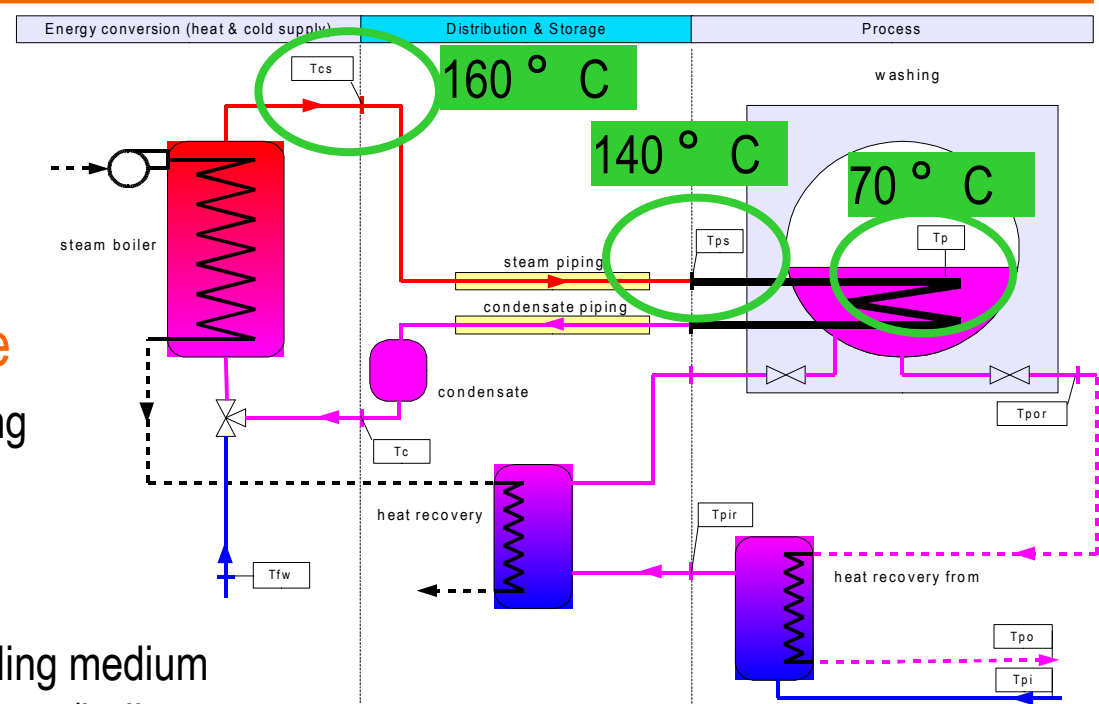 Energy conversion (heat & cold supply)
Distribution & Storage
Process
Tcs
160 ° C
washing
140 ° C
70 ° C
steam boiler
Tps
Tp
steam piping
e
condensate piping
ng
condensate
Tpor
Tc
heat recovery
Tpir
Tfw
heat recovery from
Tpo
ling medium
Tpi